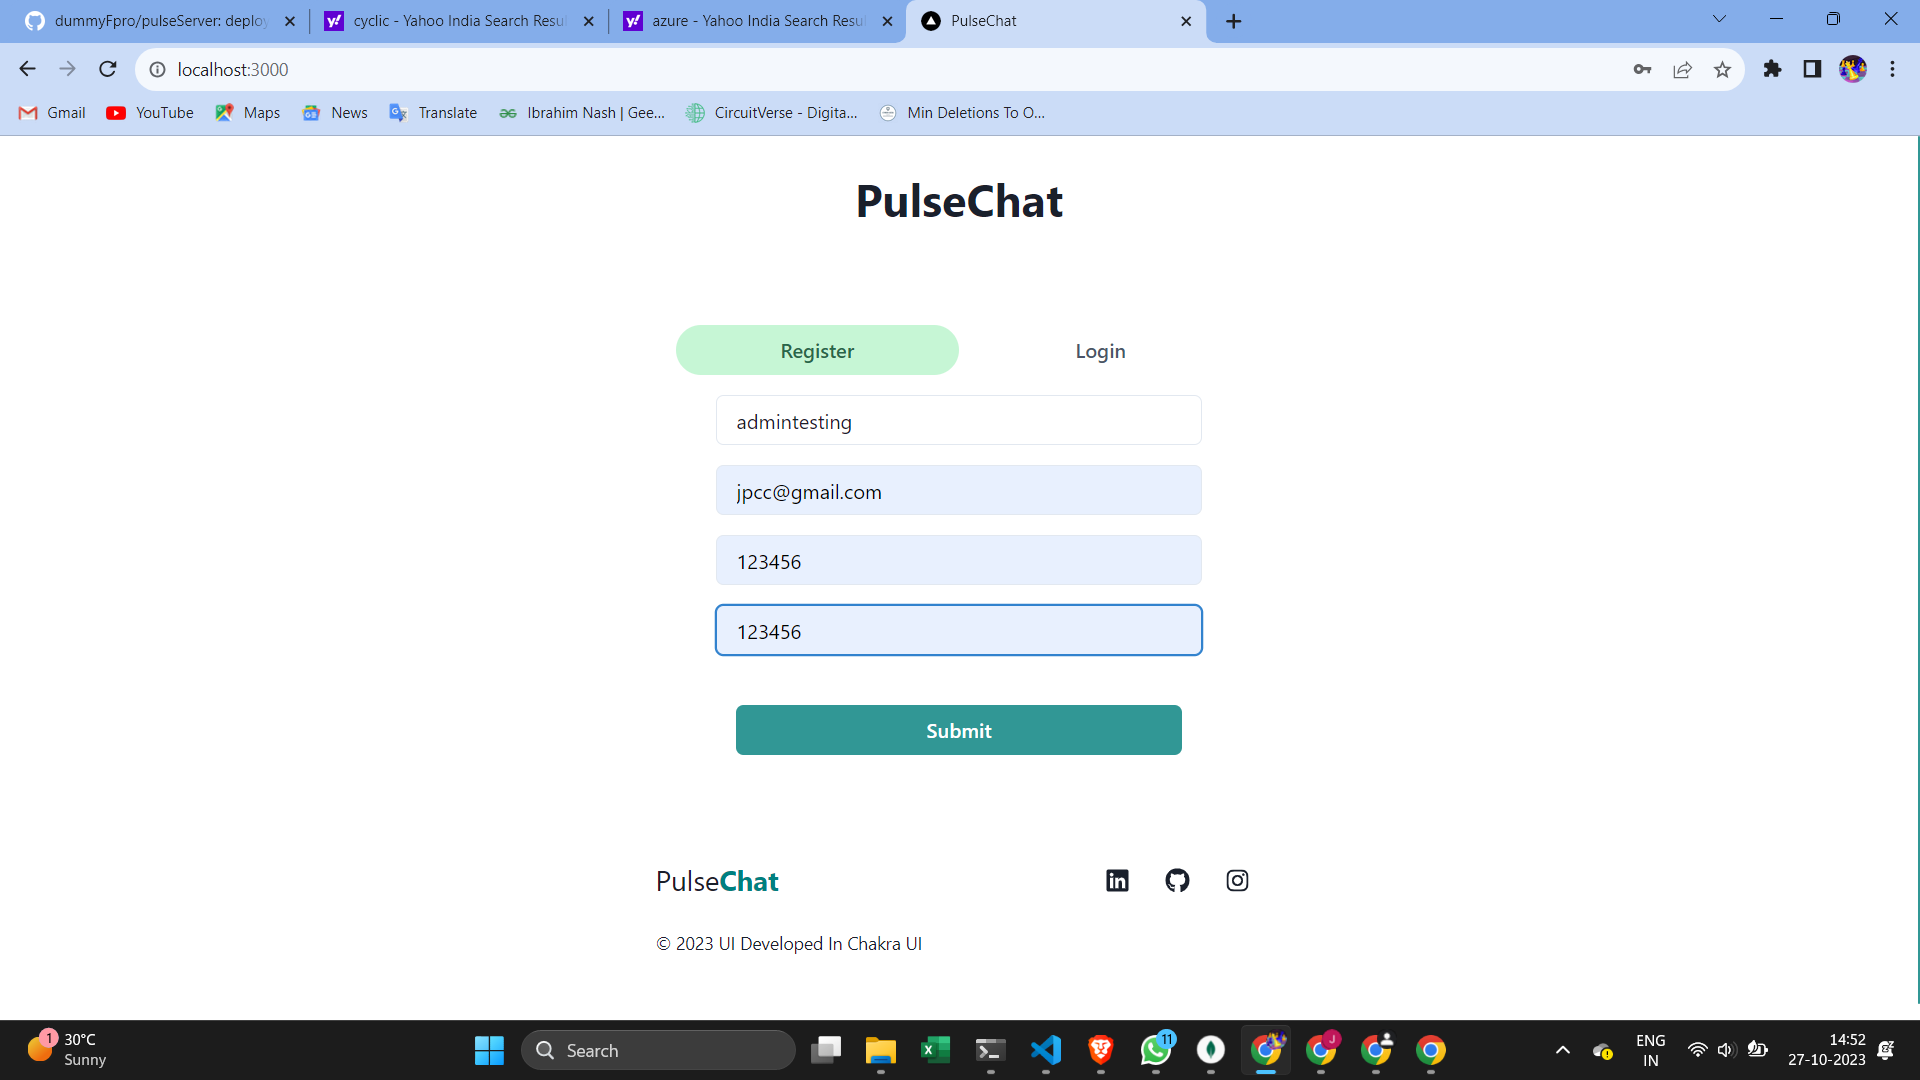 dummyFpro/pulseServer: deploy
cyclic - Yahoo India Search Resu
azure - Yahoo India Search Resu
PulseChat
localhost:3000
Gmail
YouTube
Maps
News
Translate
Ibrahim Nash | Gee...
CircuitVerse - Digita...
Min Deletions To O...
PulseChat
Register
Login
admintesting
jpcc@gmail.com
123456
123456
Submit
PulseChat
© 2023 UI Developed In Chakra UI
1
30°C
Sunny
Search
11
J
ENG
IN
14:52
27-10-2023